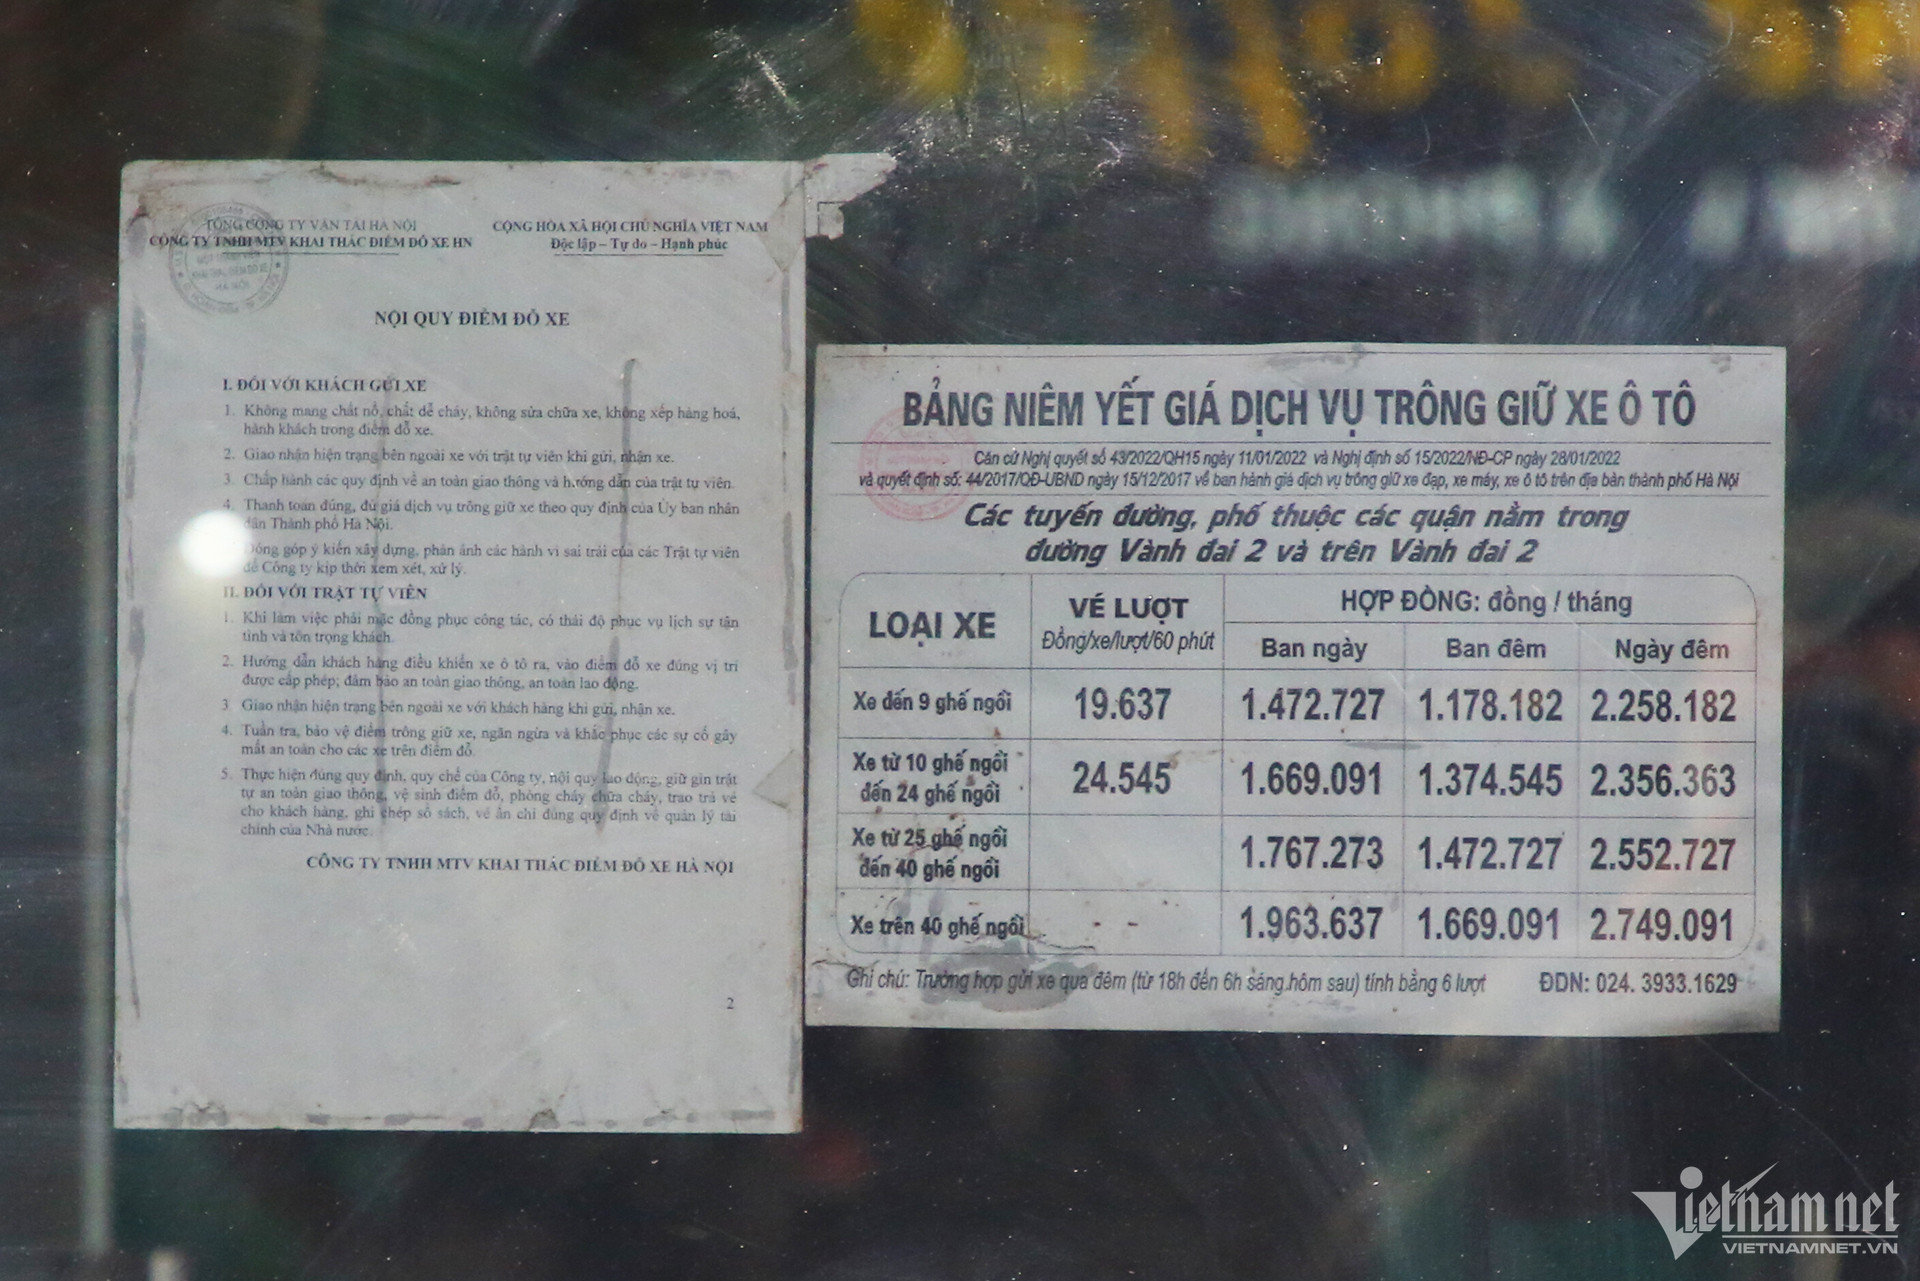 TỔNG CÔNG TY VẬN TẢI HÀ NỘI
CÔNG TY TNHH MTV KHAI THÁC ĐIỂM ĐỖ XE HN
CỘNG HÒA XÃ HỘI CHỦ NGHĨA VIỆT NAM
Độc lập – Tự do – Hạnh phúc
NỘI QUY ĐIỂM ĐỖ XE
I. ĐỐI VỚI KHÁCH GỬI XE
1. Không mang chất nổ, chất dễ cháy, không sửa chữa xe, không xếp hàng hoá,
hành khách trong điểm đỗ xe.
2. Giao nhận hiện trạng bên ngoài xe với trật tự viên khi gửi, nhận xe.
3. Chấp hành các quy định về an toàn giao thông và hướng dẫn của trật tự viên.
4. Thanh toán đúng, đủ giá dịch vụ trông giữ xe theo quy định của Ủy ban nhân
dân Thành phố Hà Nội.
góp ý kiến xây dựng, phản ánh các hành vi sai trái của các Trật tự viên
để Công ty kịp thời xem xét, xử lý.
II. ĐỐI VỚI TRẬT TỰ VIÊN
1. Khi làm việc phải mặc đồng phục công tác, có thái độ phục vụ lịch sự tận
tình và tôn trọng khách.
2. Hướng dẫn khách hàng điều khiển xe ô tô ra, vào điểm đỗ xe đúng vị trí
được cấp phép; đảm bảo an toàn giao thông, an toàn lao động.
3. Giao nhận hiện trạng bên ngoài xe với khách hàng khi gửi, nhận xe.
4. Tuần tra, bảo vệ điểm trông giữ xe, ngăn ngừa và khắc phục các sự cố gây
mất an toàn cho các xe trên điểm đỗ.
5. Thực hiện đúng quy định, quy chế của Công ty, nội quy lao động, giữ gìn trật
tự an toàn giao thông, vệ sinh điểm đỗ, phòng cháy chữa cháy, trao trả vé
cho khách hàng, ghi chép sổ sách, vé ấn chỉ đúng quy định về quản lý tài
chính của Nhà nước.
CÔNG TY TNHH MTV KHAI THÁC ĐIỂM ĐỖ XE HÀ NỘI
2
BẢNG NIÊM YẾT GIÁ DỊCH VỤ TRÔNG GIỮ XE Ô TÔ
Căn cứ Nghị quyết số 43/2022/QH15 ngày 11/01/2022 và Nghị định số 15/2022/NĐ-CP ngày 28/01/2022
và quyết định số: 44/2017/QĐ-UBND ngày 15/12/2017 về ban hành giá dịch vụ trông giữ xe đạp, xe máy, xe ô tô trên địa bàn thành phố Hà Nội
Các tuyến đường, phố thuộc các quận nằm trong
đường Vành đai 2 và trên Vành đai 2
LOẠI XE
VÉ LƯỢT
Đồng/xe/lượt/60 phút
HỢP ĐỒNG: đồng / tháng
Ban ngày Ban đêm Ngày đêm
Xe đến 9 ghế ngồi 19.637 1.472.727 1.178.182 2.258.182
Xe từ 10 ghế ngồi
đến 24 ghế ngồi 24.545 1.669.091 1.374.545 2.356.363
Xe từ 25 ghế ngồi
đến 40 ghế ngồi 1.767.273 1.472.727 2.552.727
Xe trên 40 ghế ngồi 1.963.637 1.669.091 2.749.091
Ghi chú: Trường hợp gửi xe qua đêm (từ 18h đến 6h sáng hôm sau) tính bằng 6 lượt ĐDN: 024. 3933.1629
Vietnamnet
VIETNAMNET.VN